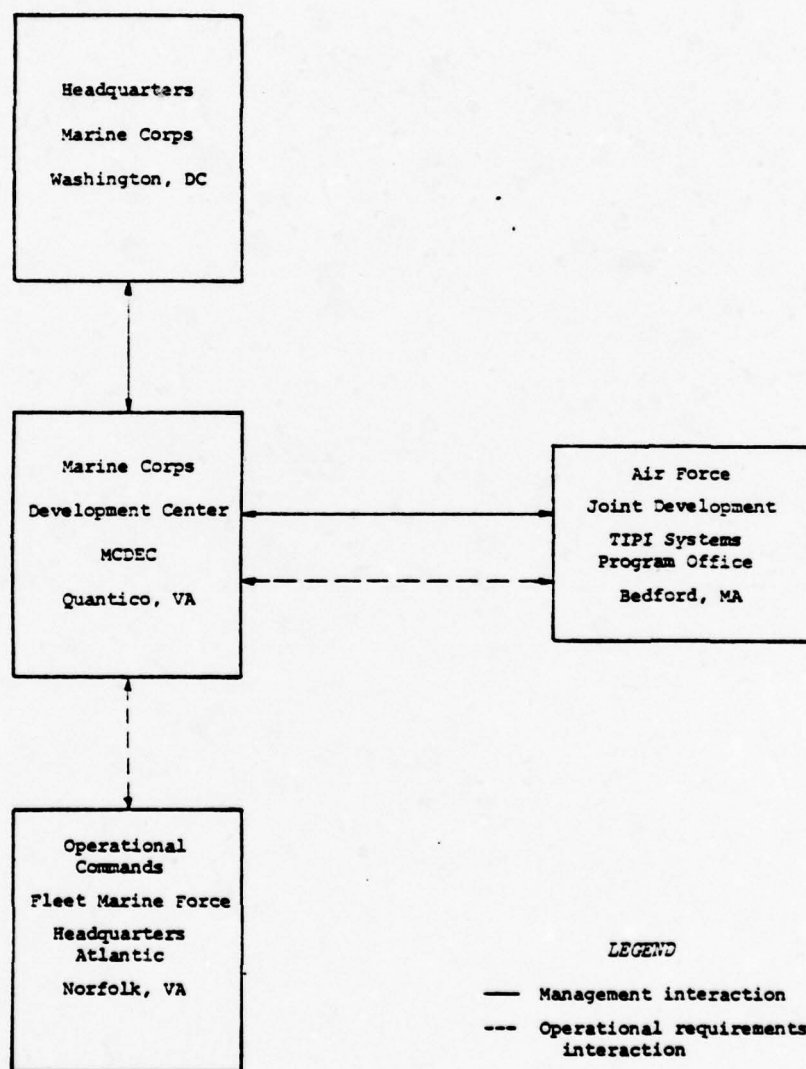 Headquarters
Marine Corps
Washington, DC
Marine Corps
Development Center
MCDEC
Quantico, VA
Air Force
Joint Development
TIPI Systems
Program Office
Bedford, MA
Operational
Commands
Fleet Marine Force
Headquarters
Atlantic
Norfolk, VA
LEGEND
Management interaction
Operational requirements
interaction